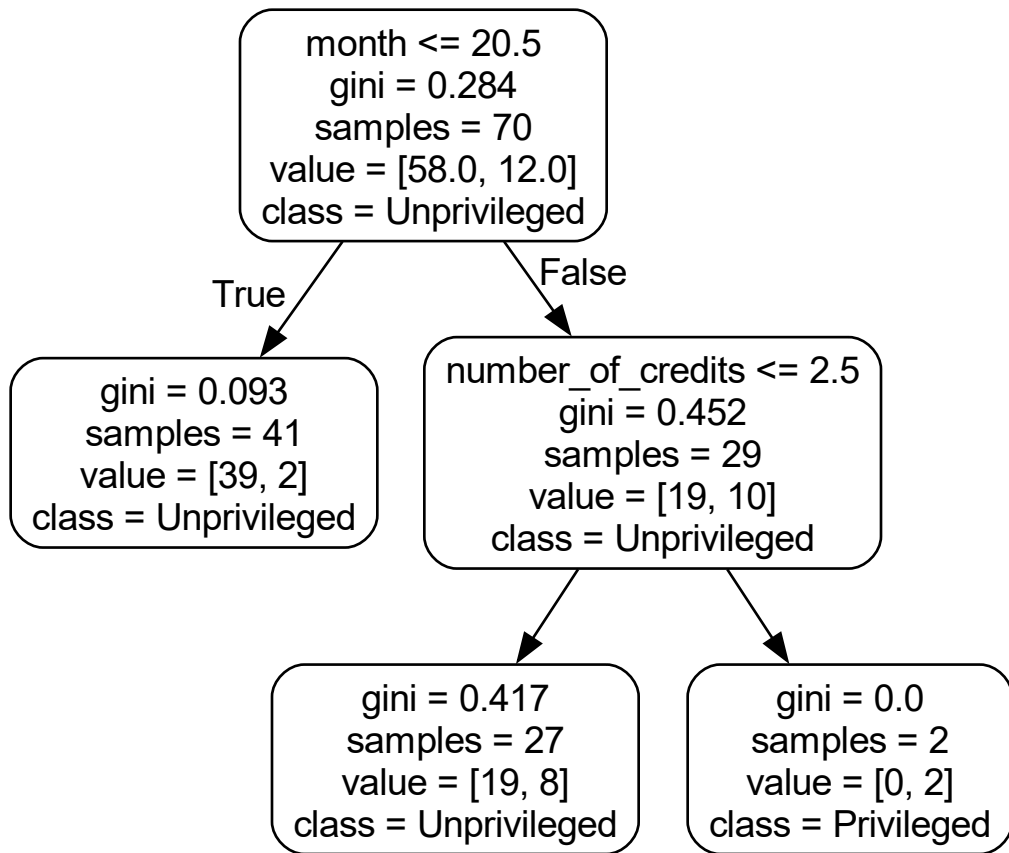 month <= 20.5
gini = 0.284
samples = 70
value = [58.0, 12.0]
class = Unprivileged
True
False
gini = 0.093
samples = 41
value = [39, 2]
class = Unprivileged
number_of_credits <= 2.5
gini = 0.452
samples = 29
value = [19, 10]
class = Unprivileged
gini = 0.417
samples = 27
value = [19, 8]
class = Unprivileged
gini = 0.0
samples = 2
value = [0, 2]
class = Privileged